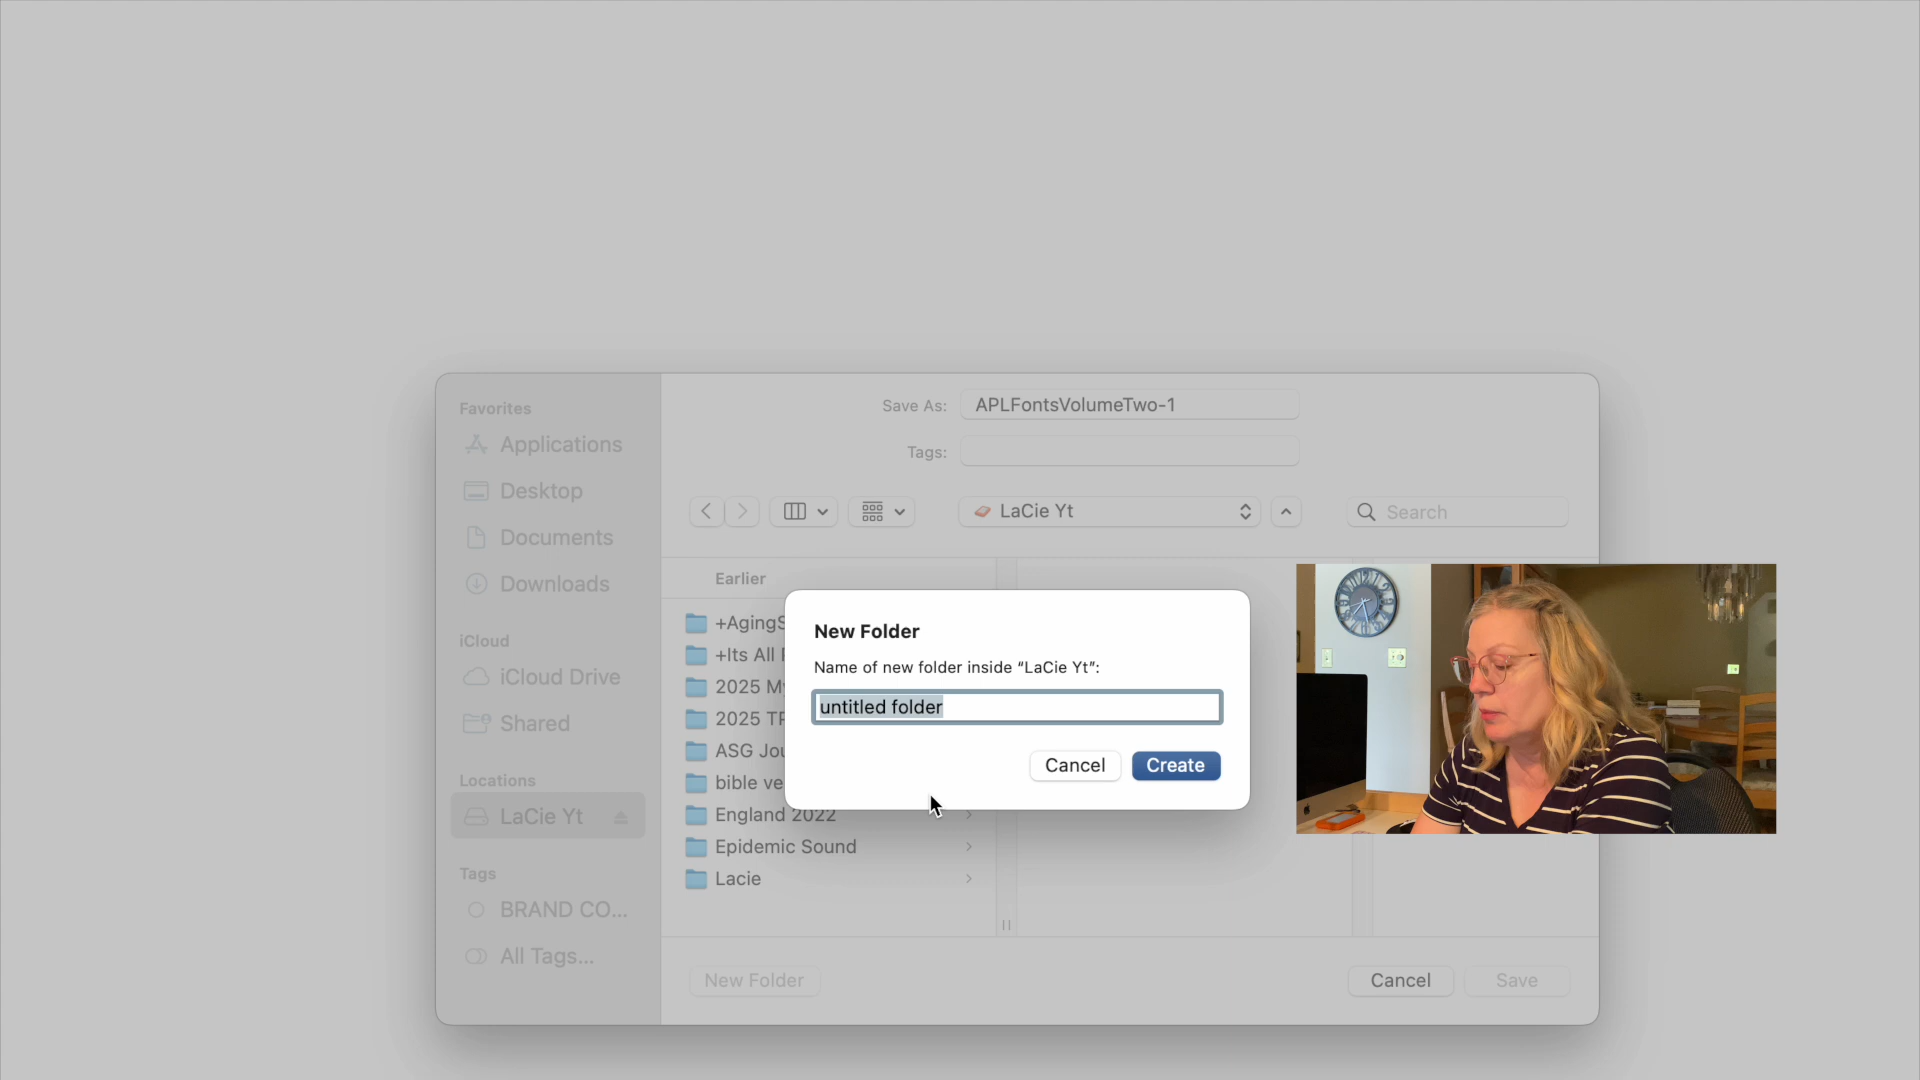 Favorites
Applications
Desktop
Documents
Downloads
iCloud
iCloud Drive
Shared
Locations
LaCie Yt
Tags
BRAND CO...
All Tags...
Save As: APLFontsVolumeTwo-1
Tags:
LaCie Yt
Search
Earlier
+Aging
+Its All
2025
2025
ASG
bible
England 2022
Epidemic Sound
Lacie
New Folder
Name of new folder inside “LaCie Yt”:
untitled folder
Cancel Create
New Folder
Cancel Save